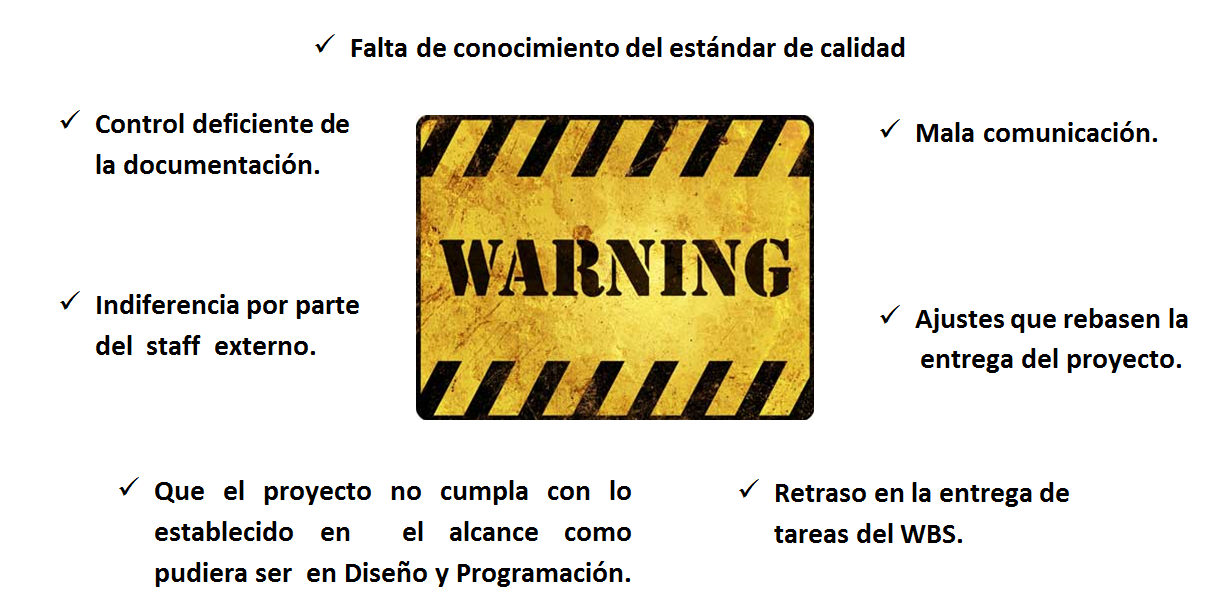 ✓ Falta de conocimiento del estándar de calidad
✓ Control deficiente de
la documentación.
✓ Mala comunicación.
WARNING
✓ Indiferencia por parte
del staff externo.
✓ Ajustes que rebasen la
entrega del proyecto.
✓ Que el proyecto no cumpla con lo
establecido en el alcance como
pudiera ser en Diseño y Programación.
✓ Retraso en la entrega de
tareas del WBS.